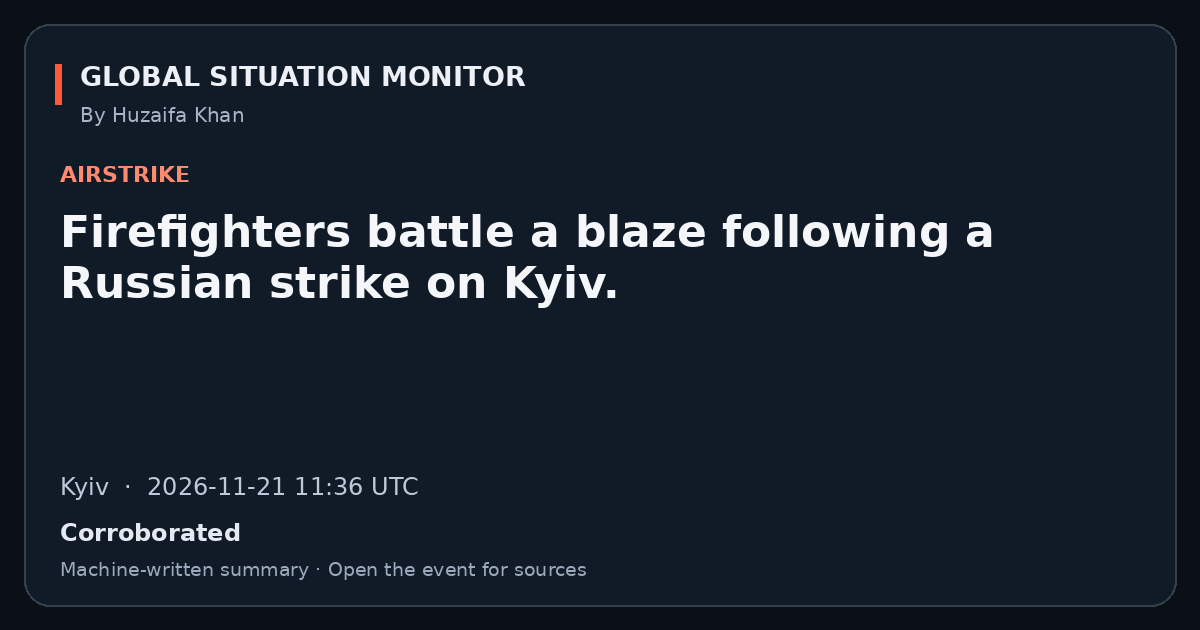 GLOBAL SITUATION MONITOR
By Huzaifa Khan
AIRSTRIKE
Firefighters battle a blaze following a
Russian strike on Kyiv.
Kyiv · 2026-11-21 11:36 UTC
Corroborated
Machine-written summary · Open the event for sources